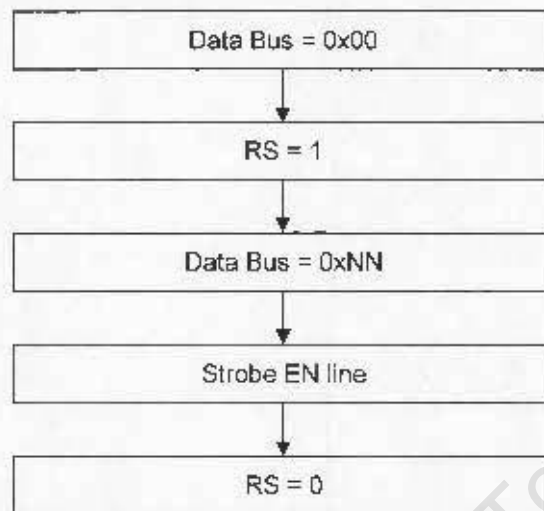 Data Bus = 0x00
RS = 1
Data Bus = 0xNN
Strobe EN line
RS = 0